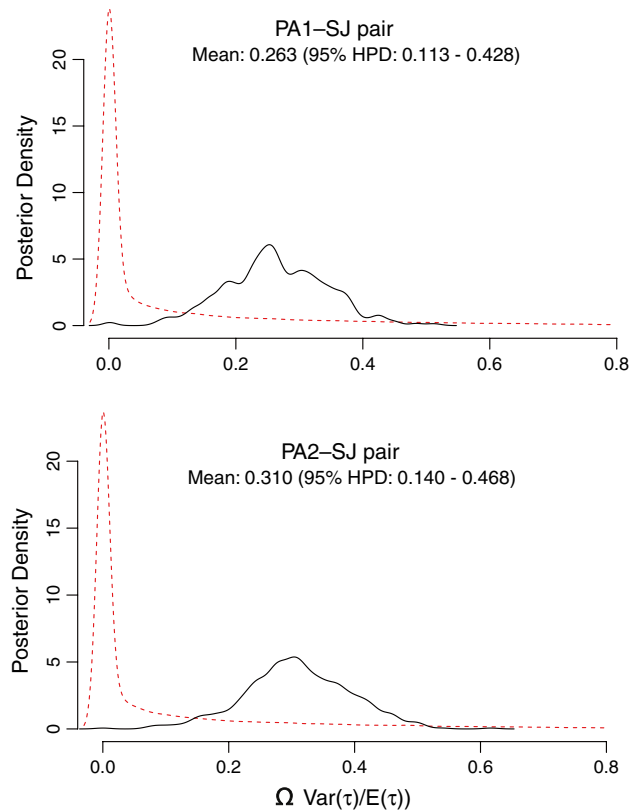 PA1–SJ pair
Mean: 0.263 (95% HPD: 0.113 - 0.428)
Posterior Density
20
15
10
5
0
0.0 0.2 0.4 0.6 0.8
PA2–SJ pair
Mean: 0.310 (95% HPD: 0.140 - 0.468)
Posterior Density
20
15
10
5
0
0.0 0.2 0.4 0.6 0.8
Ω Var(τ)/E(τ)